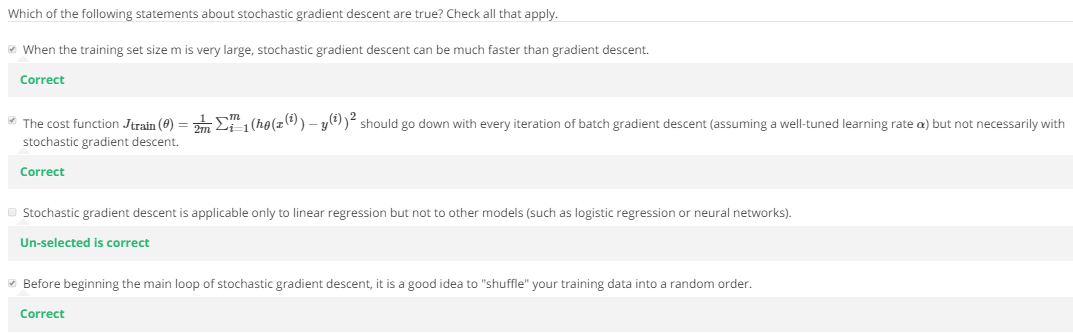 Which of the following statements about stochastic gradient descent are true? Check all that apply.
When the training set size m is very large, stochastic gradient descent can be much faster than gradient descent.
Correct
The cost function J_train(θ) = 1/2m ∑_{i=1}^{m} (hθ(x^{(i)}) − y^{(i)})^2 should go down with every iteration of batch gradient descent (assuming a well-tuned learning rate α) but not necessarily with
stochastic gradient descent.
Correct
Stochastic gradient descent is applicable only to linear regression but not to other models (such as logistic regression or neural networks).
Un-selected is correct
Before beginning the main loop of stochastic gradient descent, it is a good idea to "shuffle" your training data into a random order.
Correct